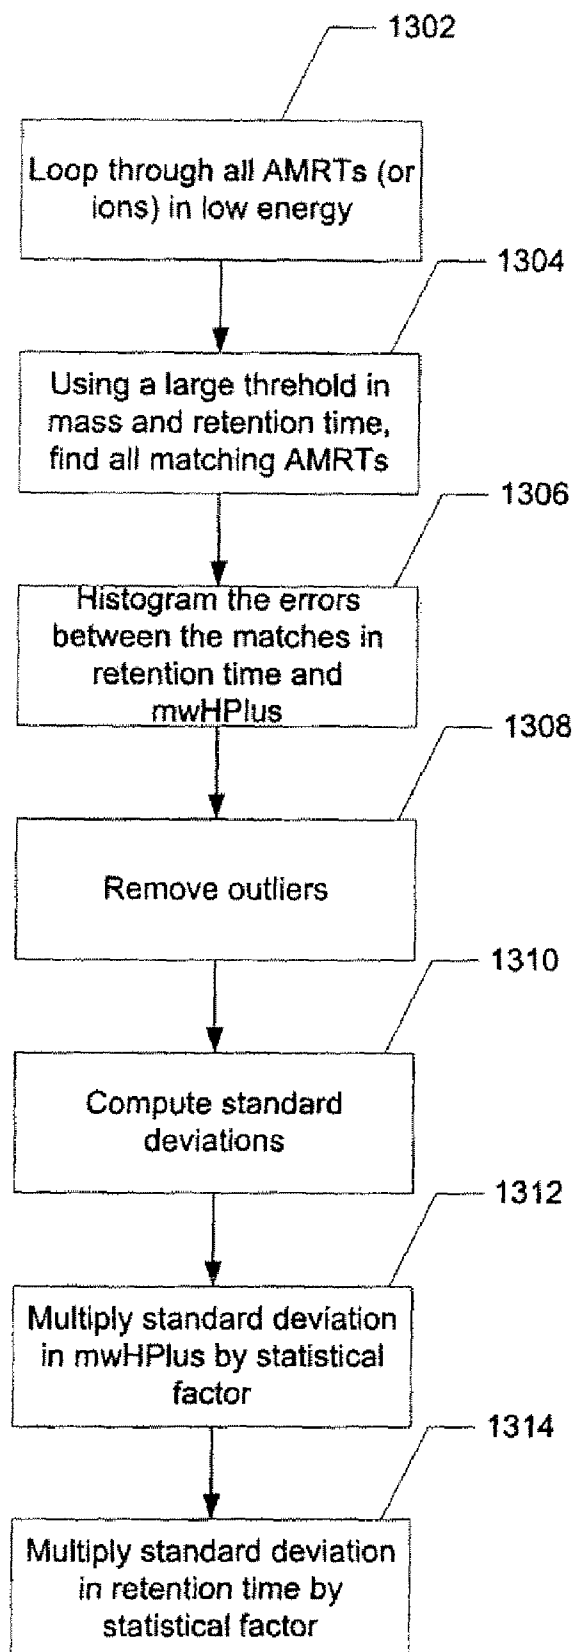 1302
Loop through all AMRTs (or
ions) in low energy
1304
Using a large threhold in
mass and retention time,
find all matching AMRTs
1306
Histogram the errors
between the matches in
retention time and
mwHPlus
1308
Remove outliers
1310
Compute standard
deviations
1312
Multiply standard deviation
in mwHPlus by statistical
factor
1314
Multiply standard deviation
in retention time by
statistical factor